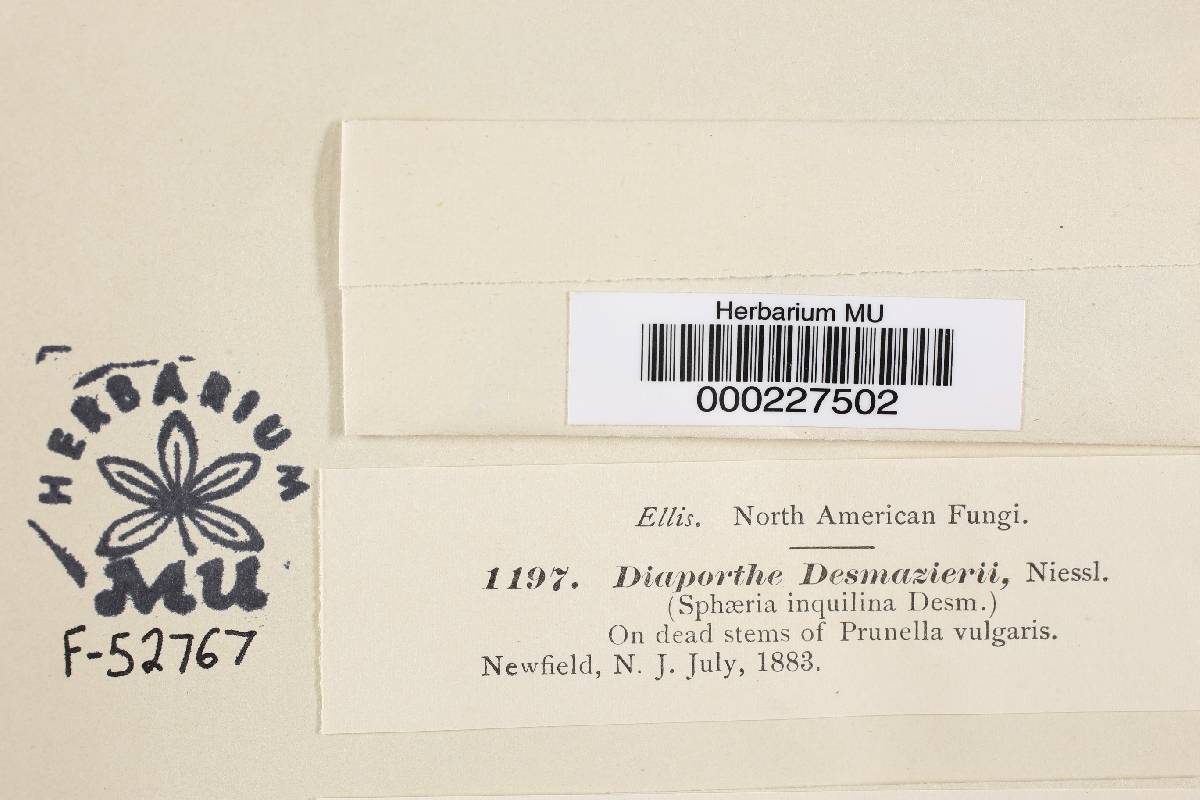 Herbarium MU
000227502
HERBARIUM
MU
F-52767
Ellis. North American Fungi.
1197. Diaporthe Desmazierii, Niessl.
(Sphæria inquilina Desm.)
On dead stems of Prunella vulgaris.
Newfield, N. J. July, 1883.